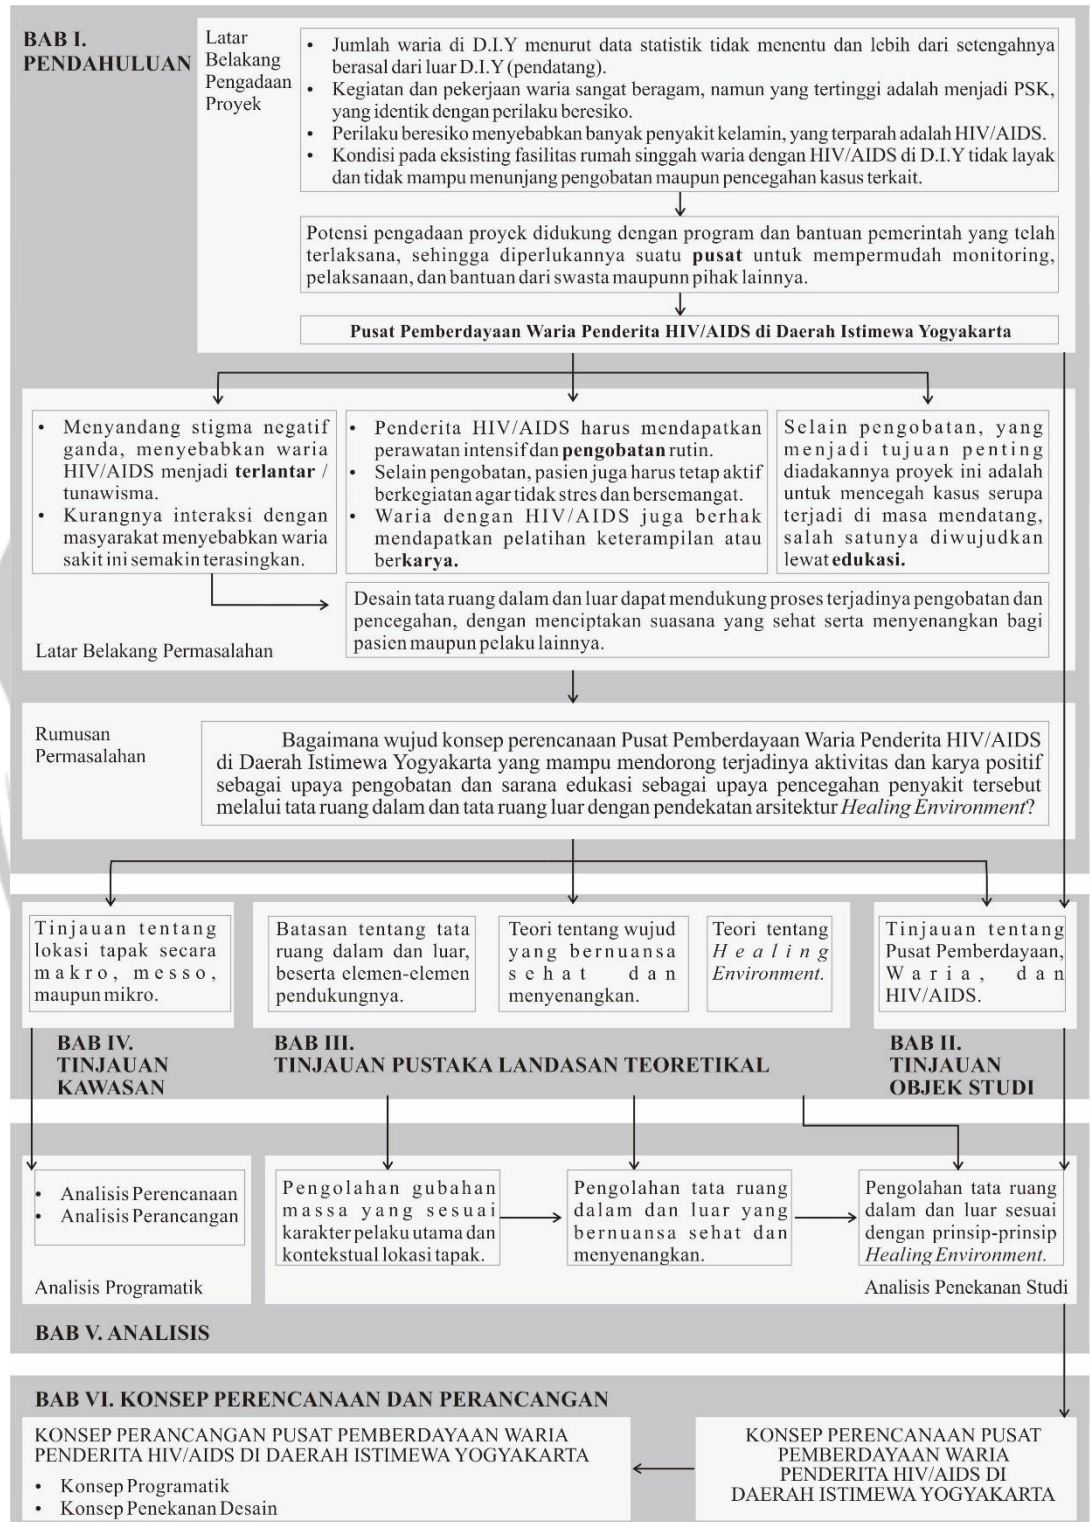 BAB I.
PENDAHULUAN
Latar
Belakang
Pengadaan
Proyek
• Jumlah waria di D.I.Y menurut data statistik tidak menentu dan lebih dari setengahnya
berasal dari luar D.I.Y (pendatang).
• Kegiatan dan pekerjaan waria sangat beragam, namun yang tertinggi adalah menjadi PSK,
yang identik dengan perilaku beresiko.
• Perilaku beresiko menyebabkan banyak penyakit kelamin, yang terparah adalah HIV/AIDS.
• Kondisi pada eksisting fasilitas rumah singgah waria dengan HIV/AIDS di D.I.Y tidak layak
dan tidak mampu menunjang pengobatan maupun pencegahan kasus terkait.
Potensi pengadaan proyek didukung dengan program dan bantuan pemerintah yang telah
terlaksana, sehingga diperlukannya suatu pusat untuk mempermudah monitoring,
pelaksanaan, dan bantuan dari swasta maupunn pihak lainnya.
Pusat Pemberdayaan Waria Penderita HIV/AIDS di Daerah Istimewa Yogyakarta
• Menyandang stigma negatif
ganda, menyebabkan waria
HIV/AIDS menjadi terlantar /
tunawisma.
• Kurangnya interaksi dengan
masyarakat menyebabkan waria
sakit ini semakin terasingkan.
• Penderita HIV/AIDS harus mendapatkan
perawatan intensif dan pengobatan rutin.
• Selain pengobatan, pasien juga harus tetap aktif
berkegiatan agar tidak stres dan bersemangat.
• Waria dengan HIV/AIDS juga berhak
mendapatkan pelatihan keterampilan atau
berkarya.
Selain pengobatan, yang
menjadi tujuan penting
diadakannya proyek ini adalah
untuk mencegah kasus serupa
terjadi di masa mendatang,
salah satunya diwujudkan
lewat edukasi.
Desain tata ruang dalam dan luar dapat mendukung proses terjadinya pengobatan dan
pencegahan, dengan menciptakan suasana yang sehat serta menyenangkan bagi
pasien maupun pelaku lainnya.
Latar Belakang Permasalahan
Rumusan
Permasalahan
Bagaimana wujud konsep perencanaan Pusat Pemberdayaan Waria Penderita HIV/AIDS
di Daerah Istimewa Yogyakarta yang mampu mendorong terjadinya aktivitas dan karya positif
sebagai upaya pengobatan dan sarana edukasi sebagai upaya pencegahan penyakit tersebut
melalui tata ruang dalam dan tata ruang luar dengan pendekatan arsitektur Healing Environment?
Tinjauan tentang
lokasi tapak secara
makro, messo,
maupun mikro.
BAB IV.
TINJAUAN
KAWASAN
Batasan tentang tata
ruang dalam dan luar,
beserta elemen-elemen
pendukungnya.
Teori tentang wujud
yang bernuansa
sehat dan
menyenangkan.
Teori tentang
Healing
Environment.
BAB III.
TINJAUAN PUSTAKA LANDASAN TEORETIKAL
Tinjauan tentang
Pusat Pemberdayaan,
Waria, dan
HIV/AIDS.
BAB II.
TINJAUAN
OBJEK STUDI
• Analisis Perencanaan
• Analisis Perancangan
Analisis Programatik
Pengolahan gubahan
massa yang sesuai
karakter pelaku utama dan
kontekstual lokasi tapak.
Pengolahan tata ruang
dalam dan luar yang
bernuansa sehat dan
menyenangkan.
Pengolahan tata ruang
dalam dan luar sesuai
dengan prinsip-prinsip
Healing Environment.
Analisis Penekanan Studi
BAB V. ANALISIS
BAB VI. KONSEP PERENCANAAN DAN PERANCANGAN
KONSEP PERANCANGAN PUSAT PEMBERDAYAAN WARIA
PENDERITA HIV/AIDS DI DAERAH ISTIMEWA YOGYAKARTA
• Konsep Programatik
• Konsep Penekanan Desain
KONSEP PERENCANAAN PUSAT
PEMBERDAYAAN WARIA
PENDERITA HIV/AIDS DI
DAERAH ISTIMEWA YOGYAKARTA